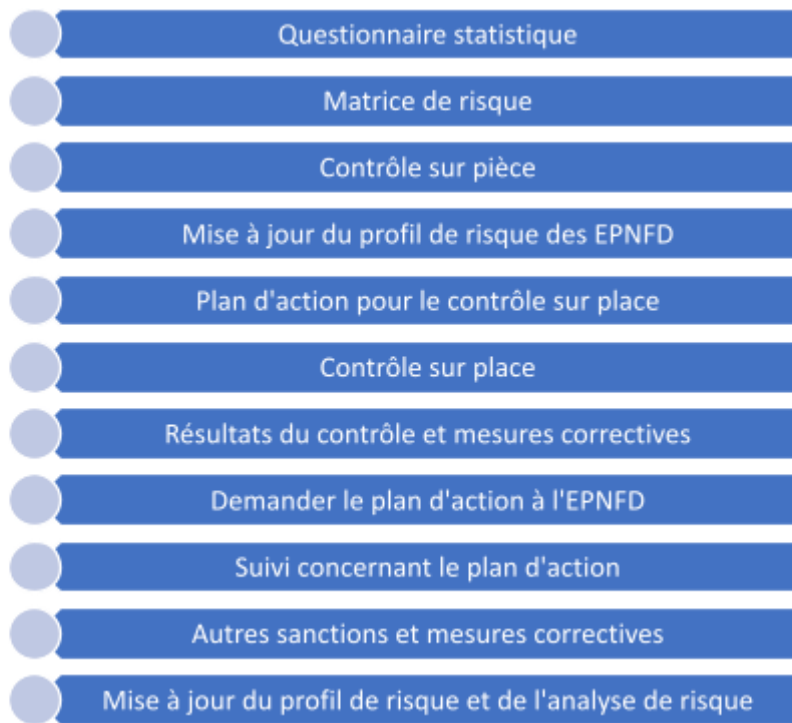 Questionnaire statistique
Matrice de risque
Contrôle sur pièce
Mise à jour du profil de risque des EPNFD
Plan d'action pour le contrôle sur place
Contrôle sur place
Résultats du contrôle et mesures correctives
Demander le plan d'action à l'EPNFD
Suivi concernant le plan d'action
Autres sanctions et mesures correctives
Mise à jour du profil de risque et de l'analyse de risque